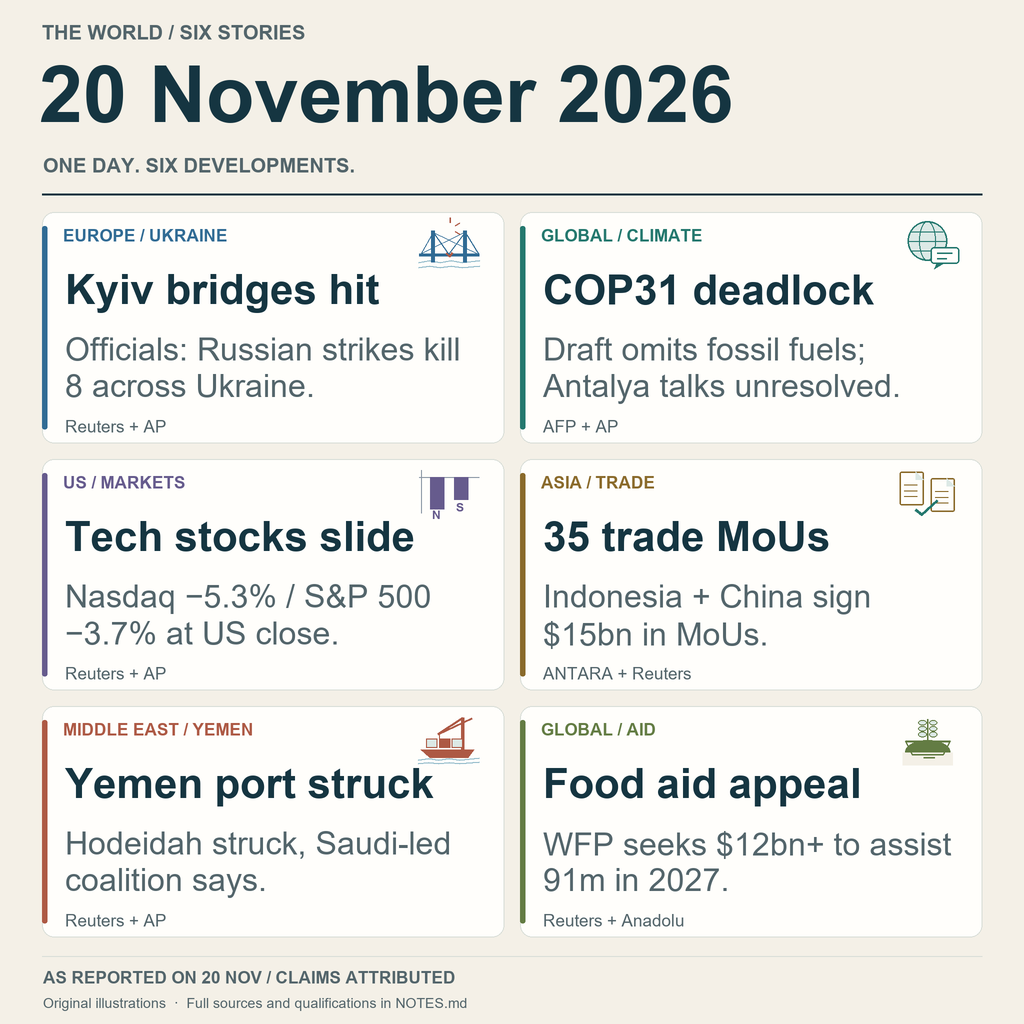 THE WORLD / SIX STORIES
20 November 2026
ONE DAY. SIX DEVELOPMENTS.
EUROPE / UKRAINE
Kyiv bridges hit
Officials: Russian strikes kill
8 across Ukraine.
Reuters + AP
GLOBAL / CLIMATE
COP31 deadlock
Draft omits fossil fuels;
Antalya talks unresolved.
AFP + AP
US / MARKETS
N
S
Tech stocks slide
Nasdaq −5.3% / S&P 500
−3.7% at US close.
Reuters + AP
ASIA / TRADE
35 trade MoUs
Indonesia + China sign
$15bn in MoUs.
ANTARA + Reuters
MIDDLE EAST / YEMEN
Yemen port struck
Hodeidah struck, Saudi-led
coalition says.
Reuters + AP
GLOBAL / AID
Food aid appeal
WFP seeks $12bn+ to assist
91m in 2027.
Reuters + Anadolu
AS REPORTED ON 20 NOV / CLAIMS ATTRIBUTED
Original illustrations · Full sources and qualifications in NOTES.md